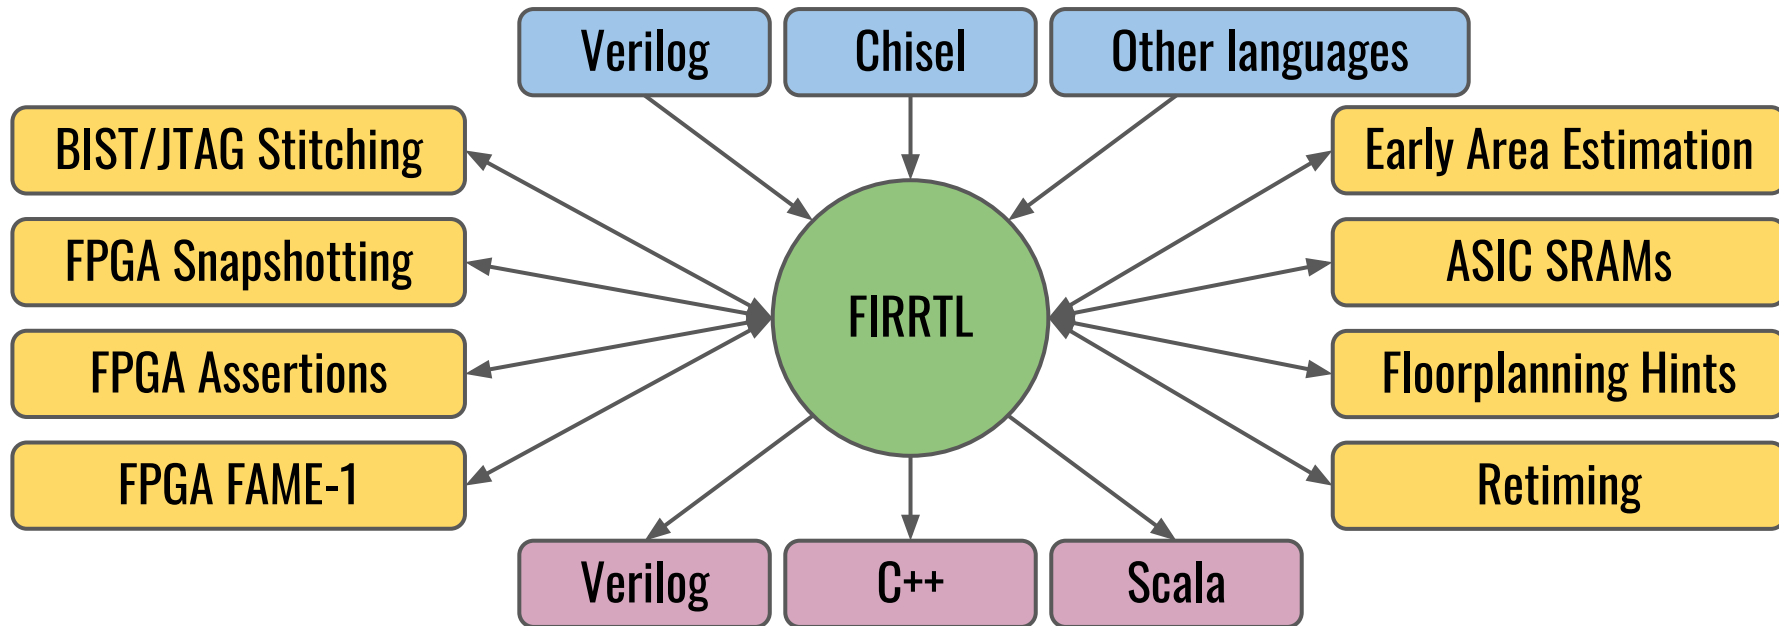 Verilog
Chisel
Other languages
BIST/JTAG Stitching
Early Area Estimation
FPGA Snapshotting
ASIC SRAMs
FIRRTL
FPGA Assertions
Floorplanning Hints
FPGA FAME-1
Retiming
Verilog
C++
Scala